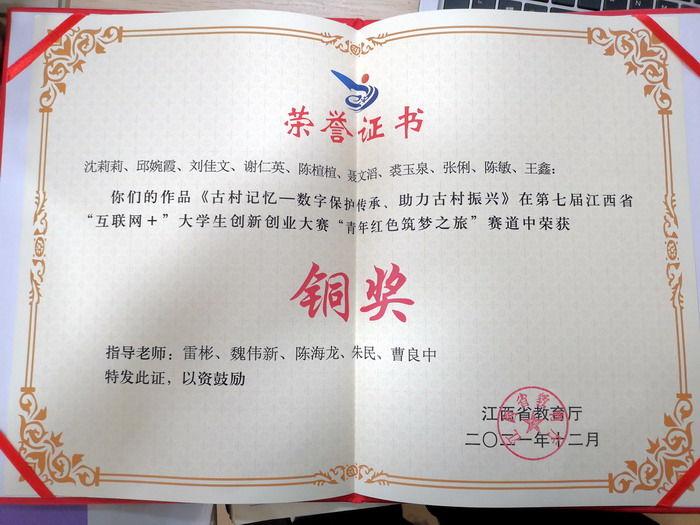 荣誉证书
沈莉莉、邱婉霞、刘佳文、谢仁英、陈楦楦、聂文滔、裘玉泉、张俐、陈敏、王鑫：
你们的作品《古村记忆—数字保护传承、助力古村振兴》在第七届江西省
“互联网＋”大学生创新创业大赛“青年红色筑梦之旅”赛道中荣获
铜奖
指导老师：雷彬、魏伟新、陈海龙、朱民、曹良中
特发此证，以资鼓励
江西省教育厅
二〇二一年十二月